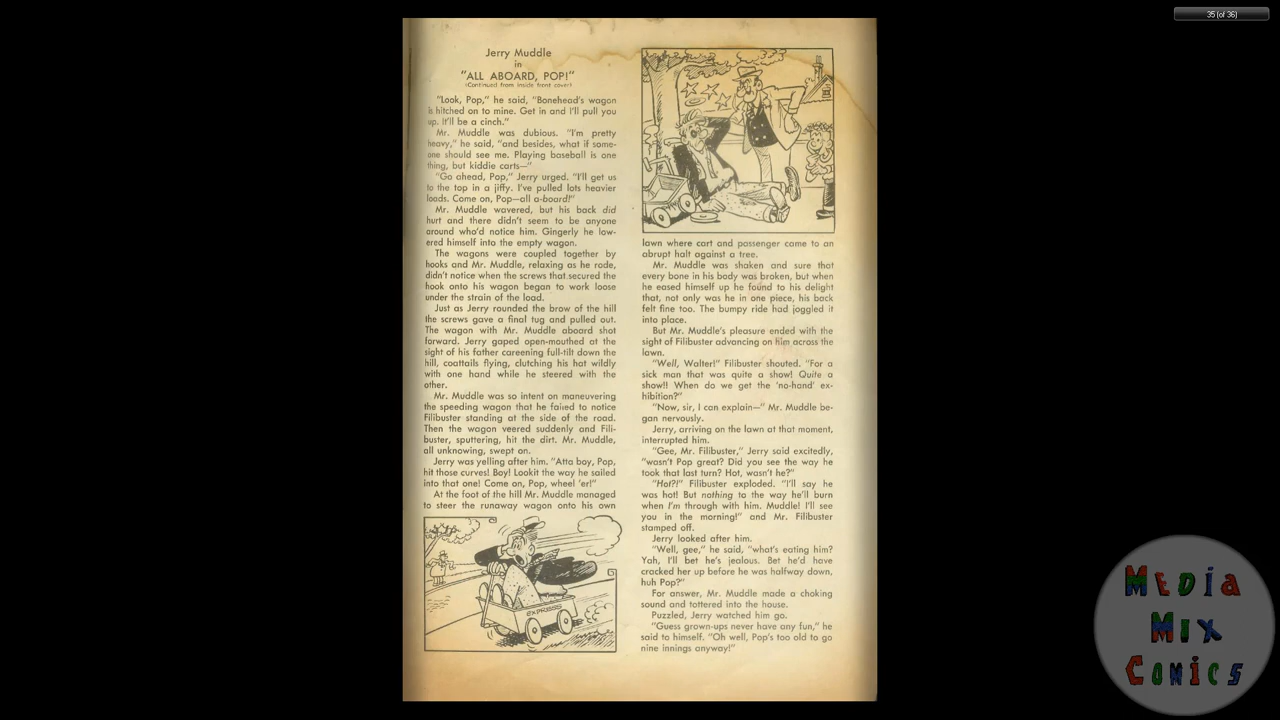 35 (of 36)
Jerry Muddle
in
"ALL ABOARD, POP!"
(Continued from inside front cover)
"Look, Pop," he said, "Bonehead's wagon
is hitched on to mine. Get in and I'll pull you
up. It'll be a cinch."
Mr. Muddle was dubious. "I'm pretty
heavy," he said, "and besides, what if some-
one should see me. Playing baseball is one
thing, but kiddie carts—"
"Go ahead, Pop," Jerry urged. "I'll get us
to the top in a jiffy. I've pulled lots heavier
loads. Come on, Pop—all a-board!"
Mr. Muddle wavered, but his back did
hurt and there didn't seem to be anyone
around who'd notice him. Gingerly he low-
ered himself into the empty wagon.
The wagons were coupled together by
hooks and Mr. Muddle, relaxing as he rode,
didn't notice when the screws that secured the
hook onto his wagon began to work loose
under the strain of the load.
Just as Jerry rounded the brow of the hill
the screws gave a final tug and pulled out.
The wagon with Mr. Muddle aboard shot
forward. Jerry gaped open-mouthed at the
sight of his father careening full-tilt down the
hill, coattails flying, clutching his hat wildly
with one hand while he steered with the
other.
Mr. Muddle was so intent on maneuvering
the speeding wagon that he failed to notice
Filibuster standing at the side of the road.
Then the wagon veered suddenly and Fili-
buster, sputtering, hit the dirt. Mr. Muddle,
all unknowing, swept on.
Jerry was yelling after him. "Atta boy, Pop,
hit those curves! Boy! Lookit the way he sailed
into that one! Come on, Pop, wheel 'er!"
At the foot of the hill Mr. Muddle managed
to steer the runaway wagon onto his own
EXPRESS
lawn where cart and passenger came to an
abrupt halt against a tree.
Mr. Muddle was shaken and sure that
every bone in his body was broken, but when
he eased himself up he found to his delight
that, not only was he in one piece, his back
felt fine too. The bumpy ride had joggled it
into place.
But Mr. Muddle's pleasure ended with the
sight of Filibuster advancing on him across the
lawn.
"Well, Walter!" Filibuster shouted. "For a
sick man that was quite a show! Quite a
show!! When do we get the 'no-hand' ex-
hibition?"
"Now, sir, I can explain—" Mr. Muddle be-
gan nervously.
Jerry, arriving on the lawn at that moment,
interrupted him.
"Gee, Mr. Filibuster," Jerry said excitedly,
"wasn't Pop great? Did you see the way he
took that last turn? Hot, wasn't he?"
"Hot?!" Filibuster exploded. "I'll say he
was hot! But nothing to the way he'll burn
when I'm through with him. Muddle! I'll see
you in the morning!" and Mr. Filibuster
stamped off.
Jerry looked after him.
"Well, gee," he said, "what's eating him?
Yah, I'll bet he's jealous. Bet he'd have
cracked her up before he was halfway down,
huh Pop?"
For answer, Mr. Muddle made a choking
sound and tottered into the house.
Puzzled, Jerry watched him go.
"Guess grown-ups never have any fun," he
said to himself. "Oh well, Pop's too old to go
nine innings anyway!"
MEDIA
MIX
COMICS